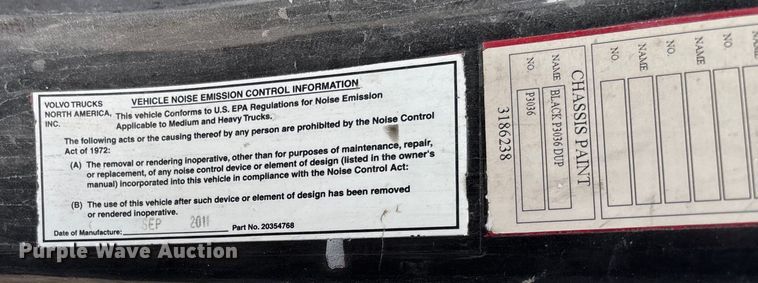 VEHICLE NOISE EMISSION CONTROL INFORMATION
VOLVO TRUCKS
NORTH AMERICA,
INC.
This vehicle Conforms to U.S. EPA Regulations for Noise Emission
Applicable to Medium and Heavy Trucks.
The following acts or the causing thereof by any person are prohibited by the Noise Control
Act of 1972:
(A) The removal or rendering inoperative, other than for purposes of maintenance, repair,
or replacement, of any noise control device or element of design (listed in the owner's
manual) incorporated into this vehicle in compliance with the Noise Control Act:
(B) The use of this vehicle after such device or element of design has been removed
or rendered inoperative.
Date of Manufacture: SEP 2011 Part No. 20354768
CHASSIS PAINT
3186238
NAME BLACK P3036 DUP
NO. P3036
NAME
NO.
NAME
NO.
NAME
NO.
Purple Wave Auction